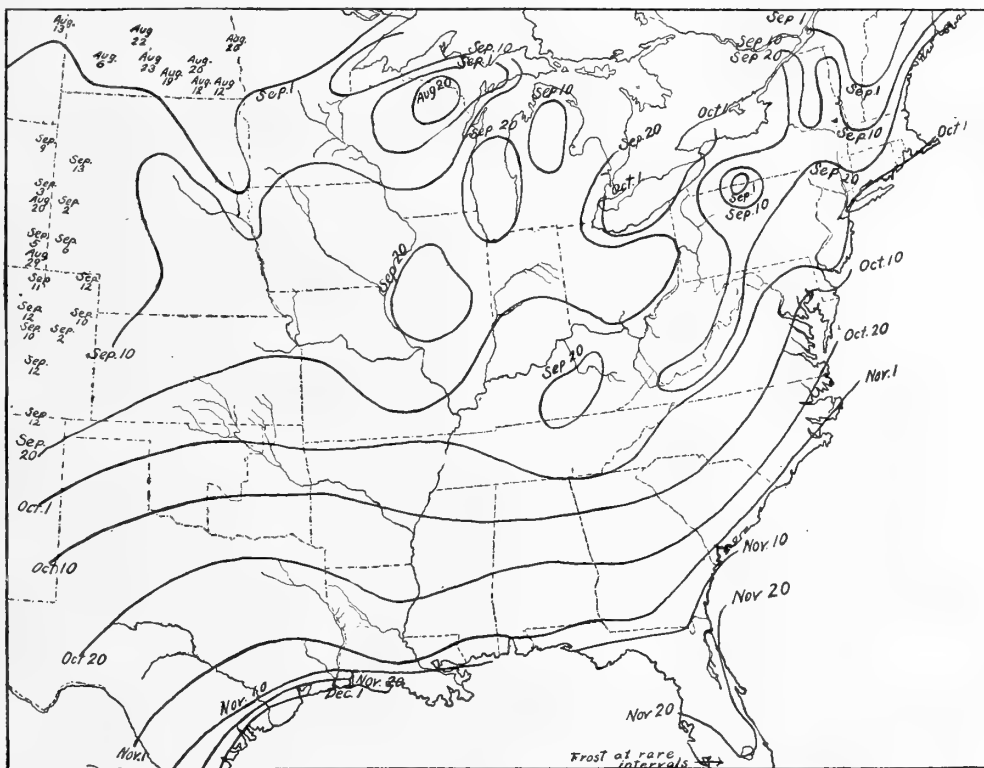 Aug.
13
Aug
22
Aug.
6
Aug
23
Aug.
19
Aug.
26
Aug
12
Aug
12
Aug.
20
Sep. 1
Sep. 10
Sep. 1
Aug 20
Sep. 10
Sep 20
Sep. 20
Oct 1
Oct. 1
Sep 1
Sep 10
Sep 20
Sep. 1
Sep. 10
Oct 1
Sep 20
Sep. 1
Sep. 10
Sep.
9
Sep.
13
Sep.
3
Aug
20
Sep.
2
Sep.
5
Aug
29
Sep.
6
Sep
11
Sep.
12
Sep.
12
Sep.
10
Sep.
2
Sep.
10
Sep.
12
Sep. 10
Sep. 20
Sep 20
Oct. 10
Oct. 20
Nov. 1
Sep.
12
Sep.
20
Oct. 1
Oct 10
Nov. 10
Nov 20
Oct 20
Nov. 10
Nov. 20
Dec. 1
Nov. 1
Nov 20
Frost at rare
intervals